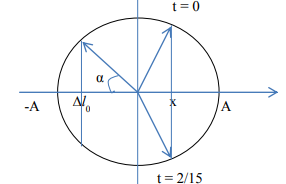 t = 0
α
-A Δl₀ x A
t = 2/15